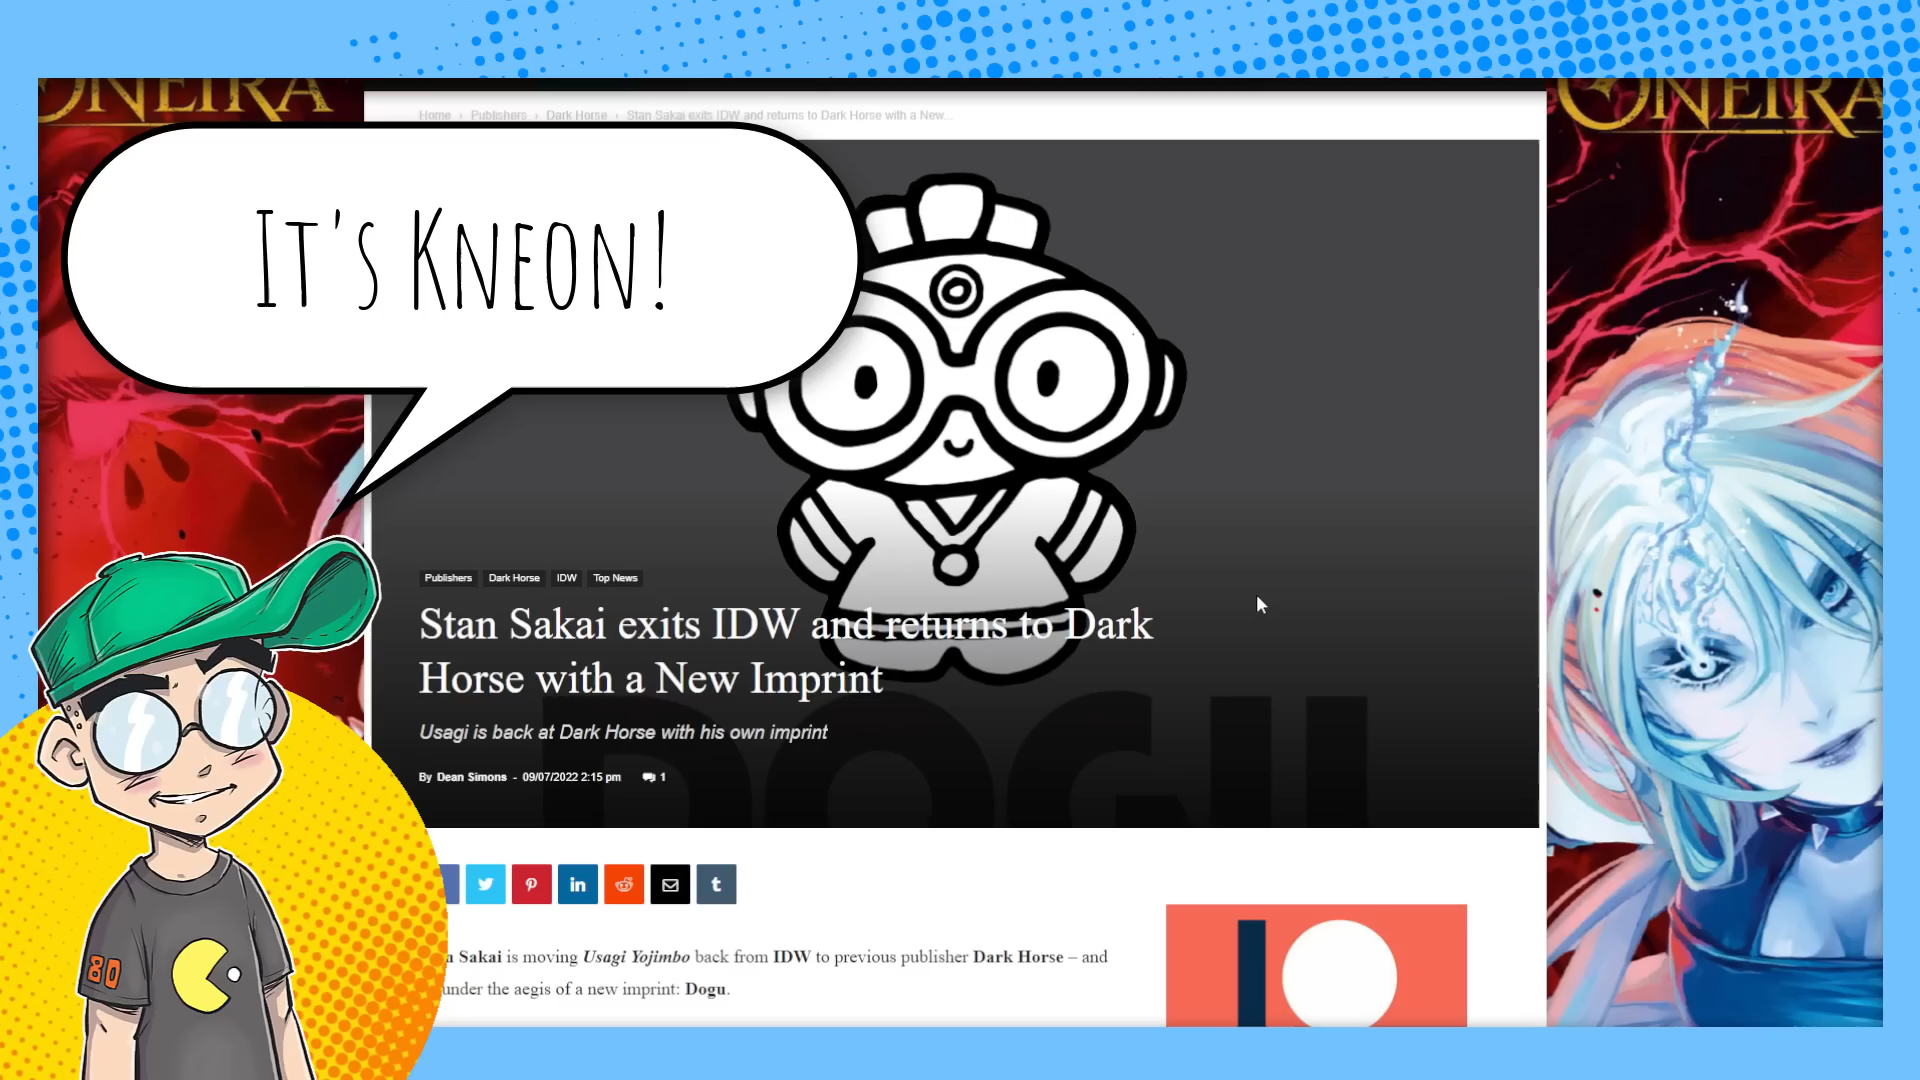 ONEIRA
ONEIRA
Home › Publishers › Dark Horse › Stan Sakai exits IDW and returns to Dark Horse with a New...
It's Kneon!
Publishers Dark Horse IDW Top News
Stan Sakai exits IDW and returns to Dark
Horse with a New Imprint
Usagi is back at Dark Horse with his own imprint
By Dean Simons - 09/07/2022 2:15 pm 1
DOGU
n Sakai is moving Usagi Yojimbo back from IDW to previous publisher Dark Horse – and
under the aegis of a new imprint: Dogu.
80